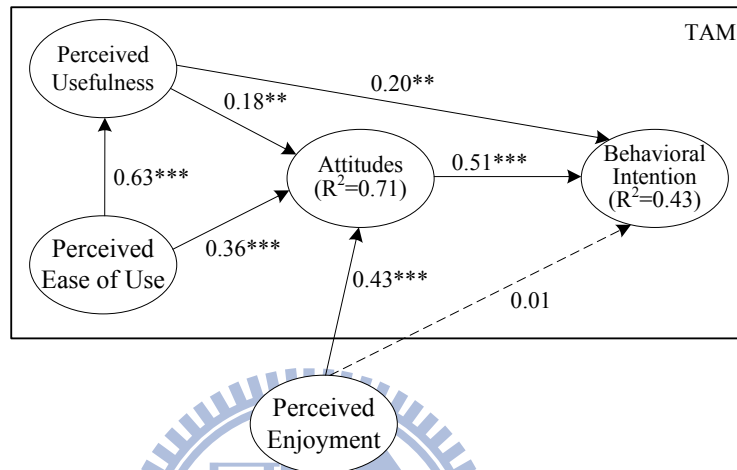 TAM
Perceived
Usefulness
0.20**
0.18**
Attitudes
(R²=0.71)
0.51***
Behavioral
Intention
(R²=0.43)
0.63***
Perceived
Ease of Use
0.36***
0.43***
0.01
Perceived
Enjoyment